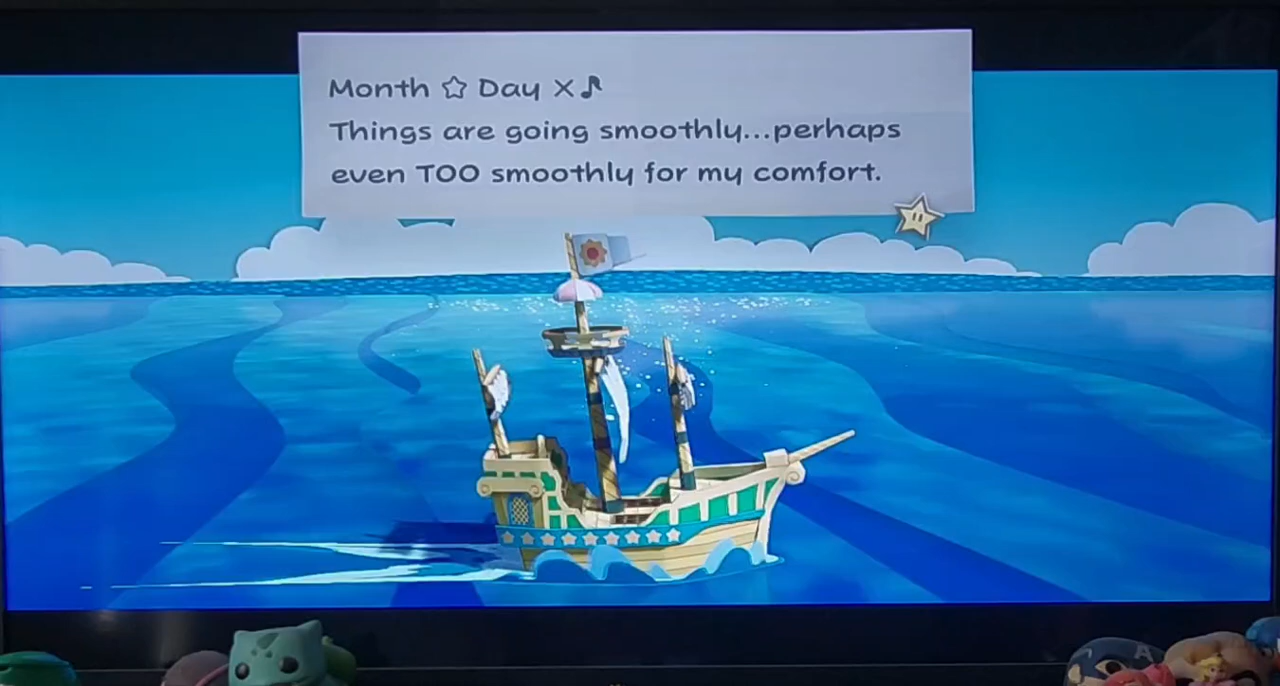 Month ☆ Day X♪
Things are going smoothly...perhaps
even TOO smoothly for my comfort.